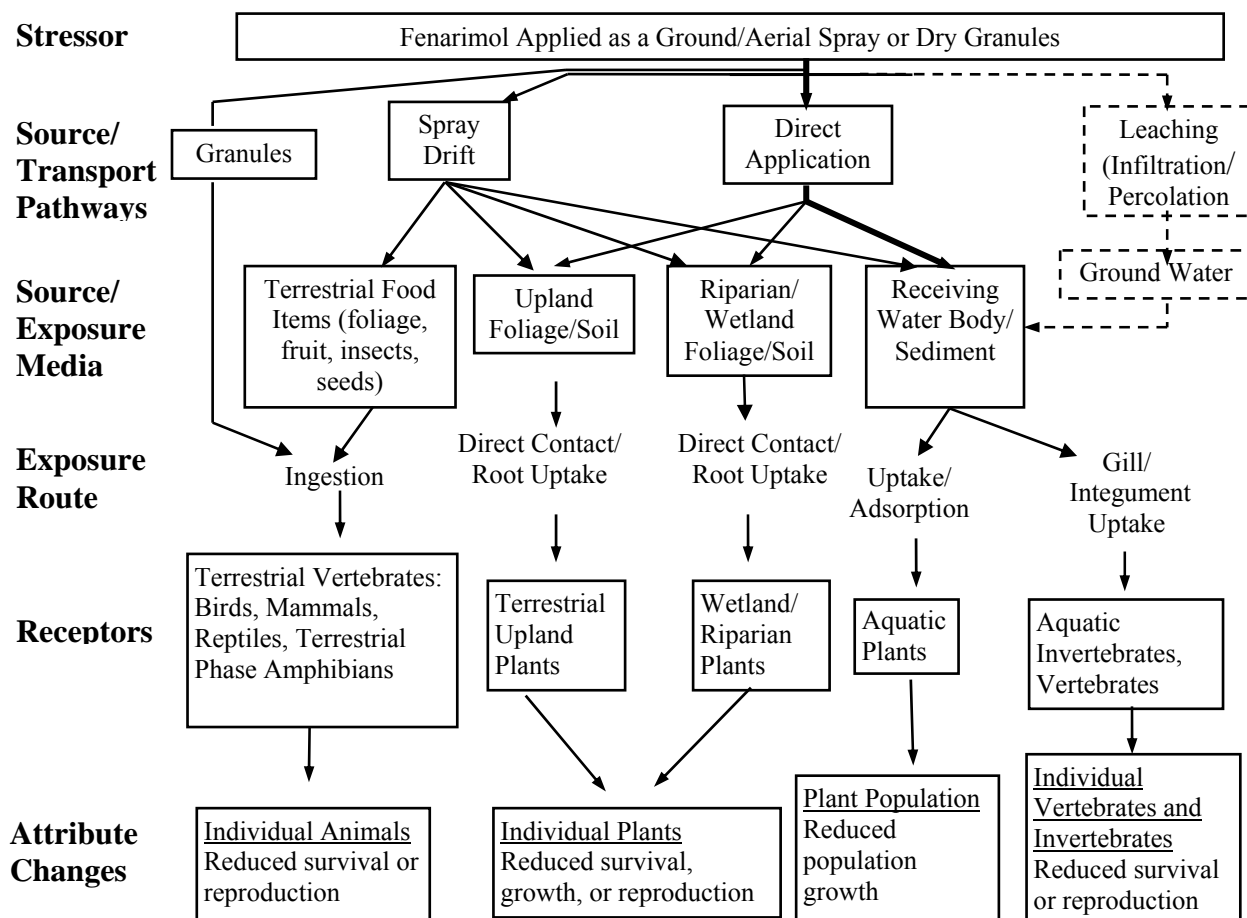 Stressor
Fenarimol Applied as a Ground/Aerial Spray or Dry Granules
Source/
Transport
Pathways
Granules
Spray
Drift
Direct
Application
Leaching
(Infiltration/
Percolation
Source/
Exposure
Media
Terrestrial Food
Items (foliage,
fruit, insects,
seeds)
Upland
Foliage/Soil
Riparian/
Wetland
Foliage/Soil
Receiving
Water Body/
Sediment
Ground Water
Exposure
Route
Ingestion
Direct Contact/
Root Uptake
Direct Contact/
Root Uptake
Uptake/
Adsorption
Gill/
Integument
Uptake
Receptors
Terrestrial Vertebrates:
Birds, Mammals,
Reptiles, Terrestrial
Phase Amphibians
Terrestrial
Upland
Plants
Wetland/
Riparian
Plants
Aquatic
Plants
Aquatic
Invertebrates,
Vertebrates
Attribute
Changes
Individual Animals
Reduced survival or
reproduction
Individual Plants
Reduced survival,
growth, or reproduction
Plant Population
Reduced
population
growth
Individual
Vertebrates and
Invertebrates
Reduced survival
or reproduction